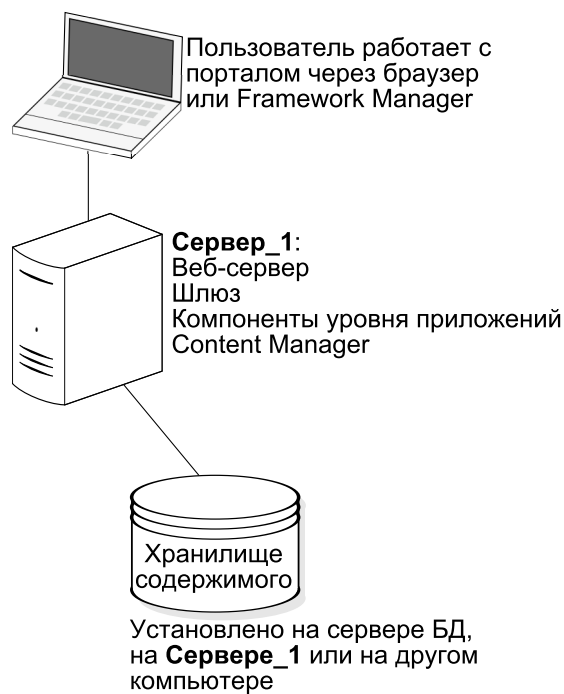 Пользователь работает с
порталом через браузер
или Framework Manager
Сервер_1:
Веб-сервер
Шлюз
Компоненты уровня приложений
Content Manager
Хранилище
содержимого
Установлено на сервере БД,
на Сервере_1 или на другом
компьютере